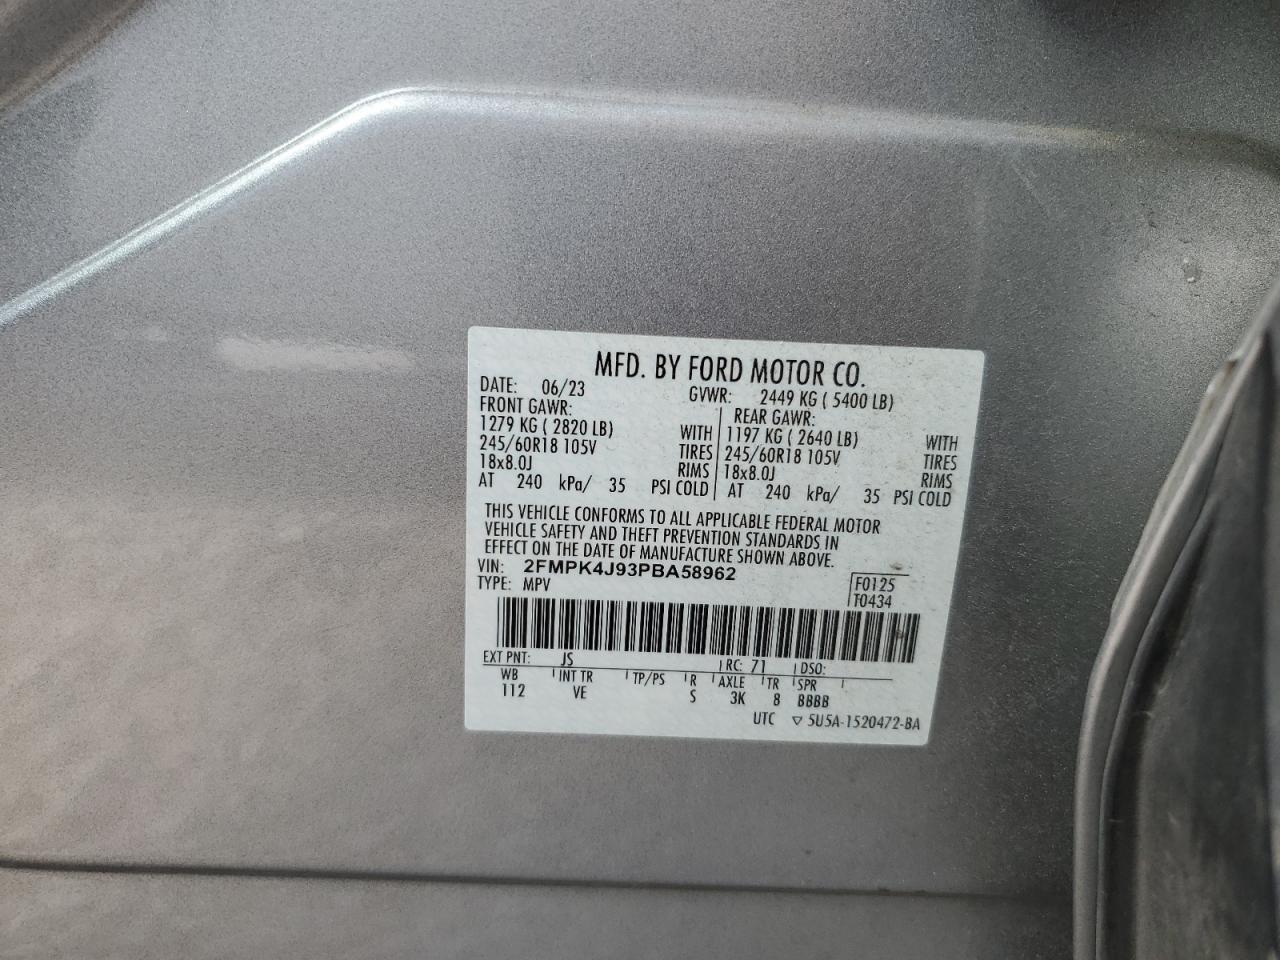 MFD. BY FORD MOTOR CO.
DATE: 06/23 GVWR: 2449 KG ( 5400 LB)
FRONT GAWR: REAR GAWR:
1279 KG ( 2820 LB) WITH 1197 KG ( 2640 LB) WITH
245/60R18 105V TIRES 245/60R18 105V TIRES
18x8.0J RIMS 18x8.0J RIMS
AT 240 kPa/ 35 PSI COLD AT 240 kPa/ 35 PSI COLD
THIS VEHICLE CONFORMS TO ALL APPLICABLE FEDERAL MOTOR
VEHICLE SAFETY AND THEFT PREVENTION STANDARDS IN
EFFECT ON THE DATE OF MANUFACTURE SHOWN ABOVE.
VIN: 2FMPK4J93PBA58962
TYPE: MPV
F0125
T0434
EXT PNT: JS RC: 71 DSO:
WB INT TR TP/PS R AXLE TR SPR
112 VE S 3K 8 BBBB
UTC ▽ 5U5A-1520472-BA